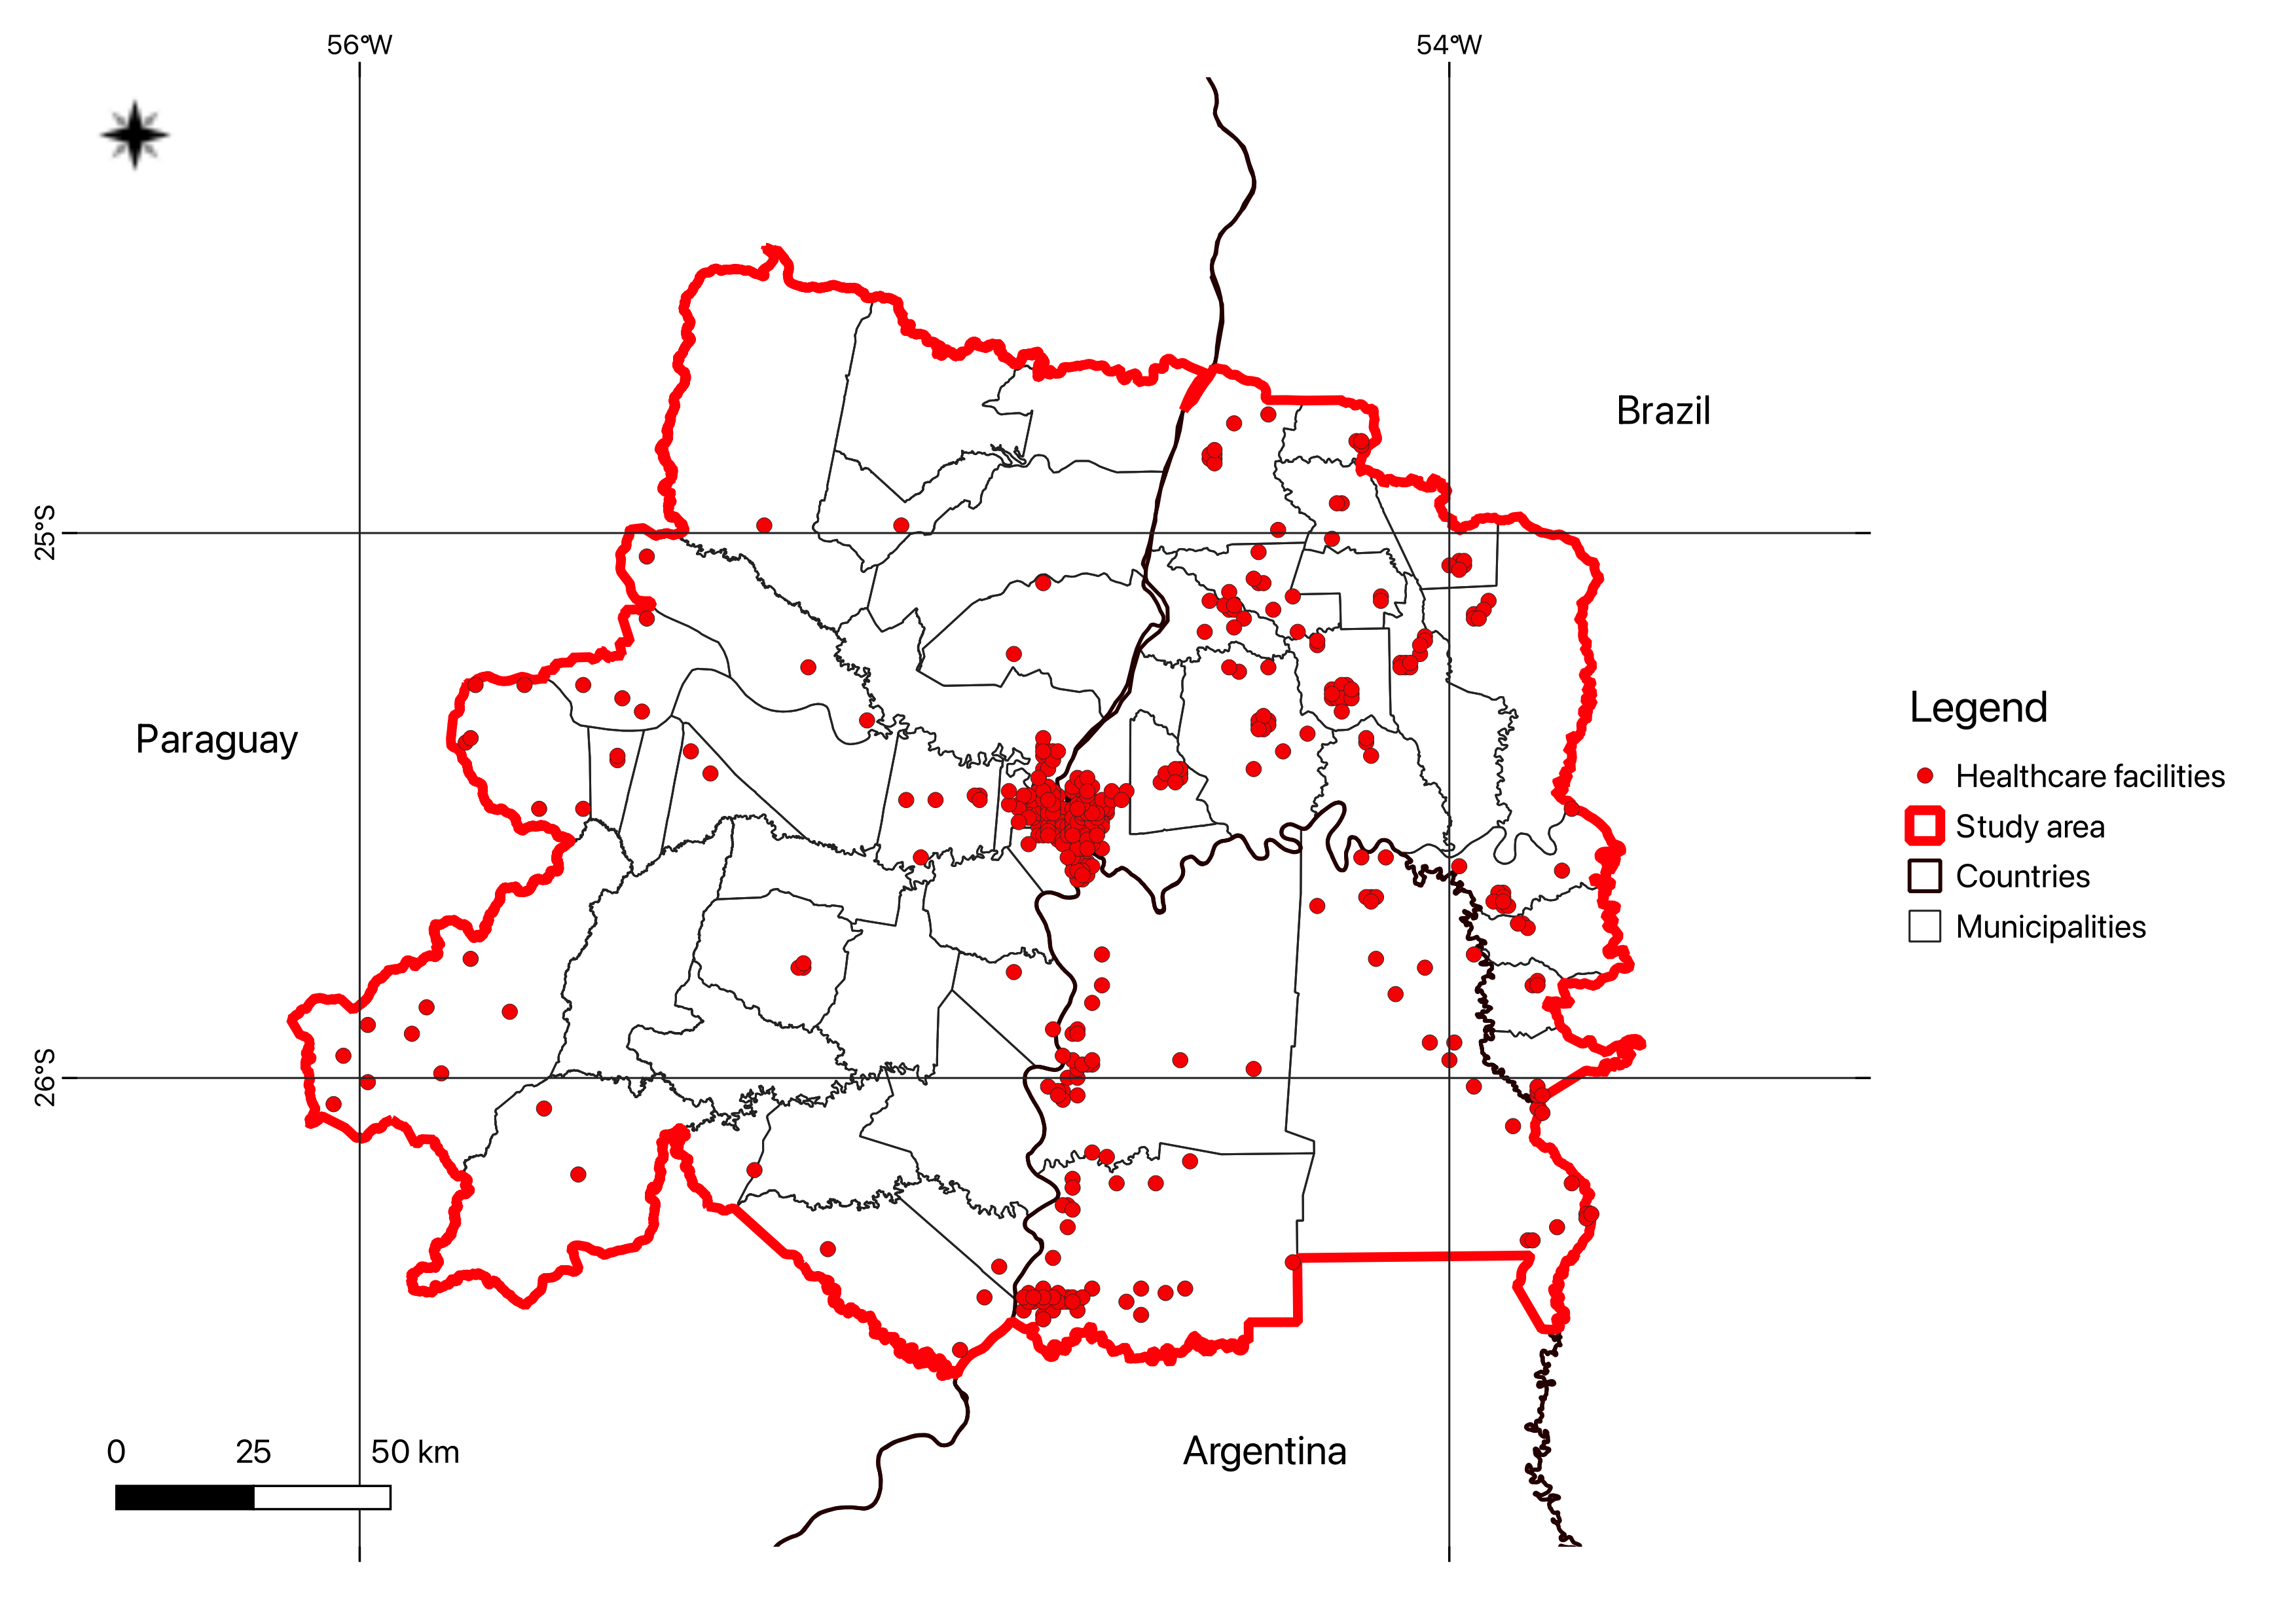 56°W
54°W
Brazil
25°S
Legend
Paraguay
Healthcare facilities
Study area
Countries
Municipalities
26°S
0 25 50 km
Argentina